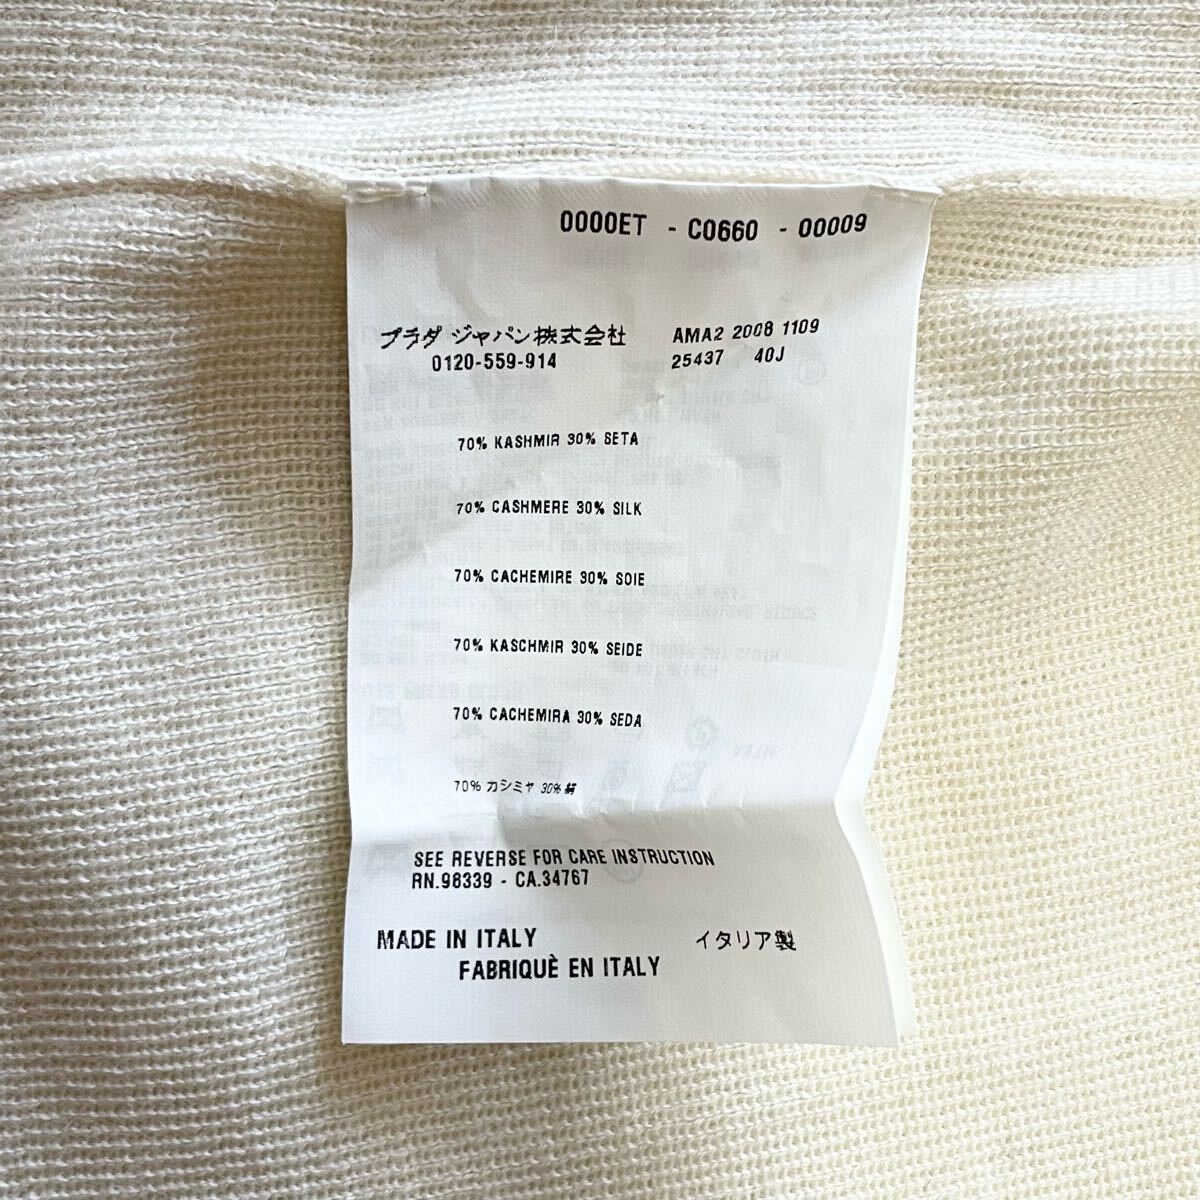 0000ET - C0660 - 00009
プラダ ジャパン株式会社 AMA2 2008 1109
0120-559-914 25437 40J
70% KASHMIR 30% SETA
70% CASHMERE 30% SILK
70% CACHEMIRE 30% SOIE
70% KASCHMIR 30% SEIDE
70% CACHEMIRA 30% SEDA
70% カシミヤ 30% 絹
SEE REVERSE FOR CARE INSTRUCTION
RN.98339 - CA.34767
MADE IN ITALY イタリア製
FABRIQUÈ EN ITALY